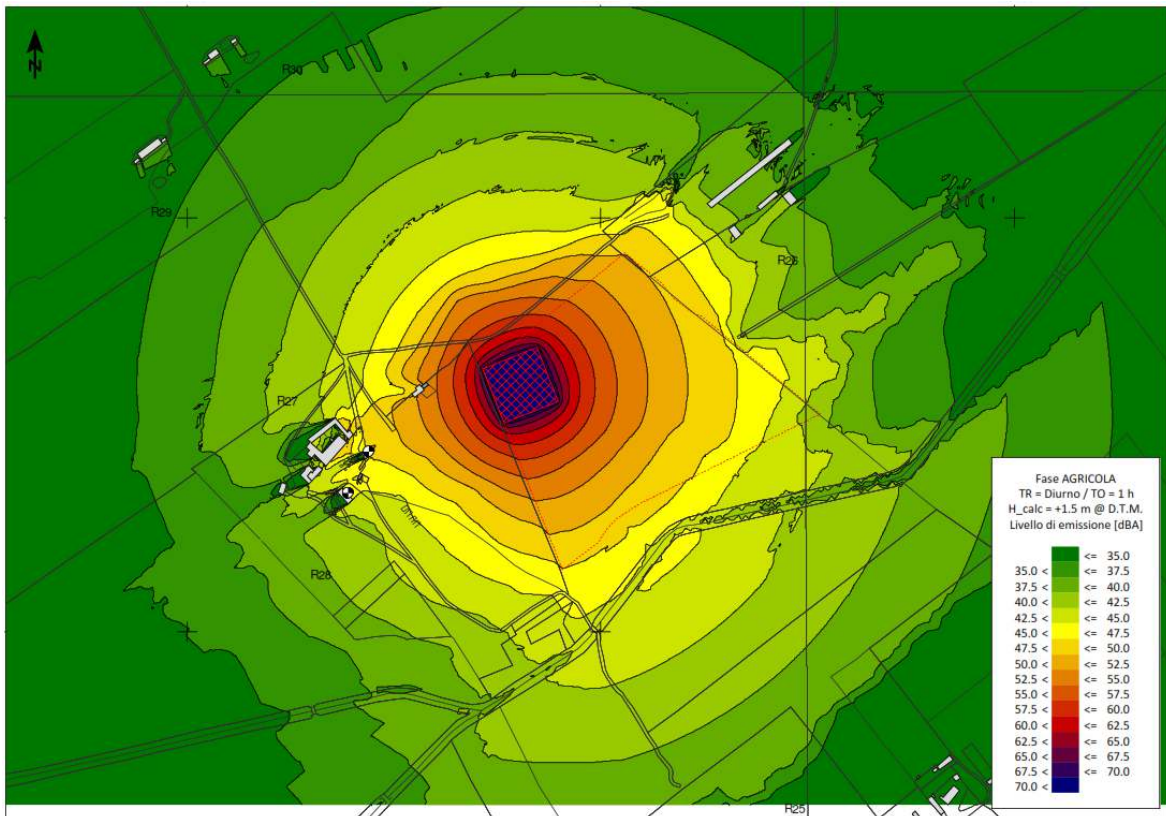 N
R30
R29
R26
R27
R28
R25
Fase AGRICOLA
TR = Diurno / TO = 1 h
H_calc = +1.5 m @ D.T.M.
Livello di emissione [dBA]
<= 35.0
35.0 < <= 37.5
37.5 < <= 40.0
40.0 < <= 42.5
42.5 < <= 45.0
45.0 < <= 47.5
47.5 < <= 50.0
50.0 < <= 52.5
52.5 < <= 55.0
55.0 < <= 57.5
57.5 < <= 60.0
60.0 < <= 62.5
62.5 < <= 65.0
65.0 < <= 67.5
67.5 < <= 70.0
70.0 <